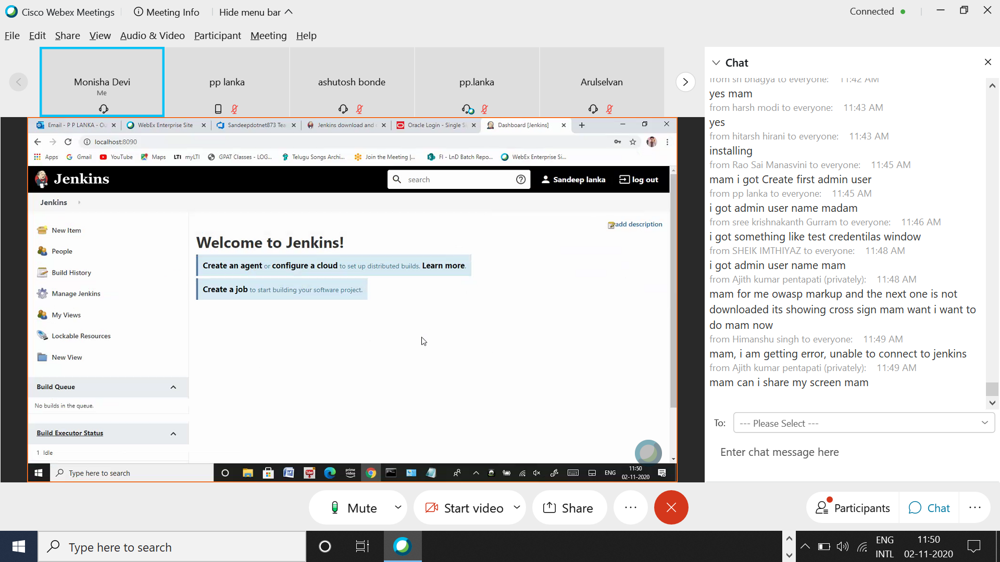 Cisco Webex Meetings
Meeting Info
Hide menu bar
Connected
File Edit Share View Audio & Video Participant Meeting Help
Monisha Devi
Me
pp lanka
ashutosh bonde
pp.lanka
Arulselvan
Email - P P LANKA - Ou
WebEx Enterprise Site
Sandeepdotnet873 Tea
Jenkins download and
Oracle Login - Single Si
Dashboard [Jenkins]
localhost:8090
Apps
Gmail
YouTube
Maps
LTI myLTI
GPAT Classes - LOG...
Telugu Songs Archi...
Join the Meeting |...
FI - LnD Batch Repo...
WebEx Enterprise Si...
Jenkins
search
Sandeep lanka
log out
Jenkins
New Item
People
Build History
Manage Jenkins
My Views
Lockable Resources
New View
Build Queue
No builds in the queue.
Build Executor Status
1 Idle
add description
Welcome to Jenkins!
Create an agent or configure a cloud to set up distributed builds. Learn more.
Create a job to start building your software project.
Type here to search
prime video
ENG
11:50
02-11-2020
Chat
from sri bhagya to everyone: 11:42 AM
yes mam
from harsh modi to everyone: 11:43 AM
yes
from hitarsh hirani to everyone: 11:43 AM
installing
from Rao Sai Manasvini to everyone: 11:45 AM
mam i got Create first admin user
from pp lanka to everyone: 11:45 AM
i got admin user name madam
from sree krishnakanth Gurram to everyone: 11:46 AM
i got something like test credentilas window
from SHEIK IMTHIYAZ to everyone: 11:48 AM
i got admin user name mam
from Ajith kumar pentapati (privately): 11:48 AM
mam for me owasp markup and the next one is not
downloaded its showing cross sign mam want i want to
do mam now
from Himanshu singh to everyone: 11:49 AM
mam, i am getting error, unable to connect to jenkins
from Ajith kumar pentapati (privately): 11:49 AM
mam can i share my screen mam
To: --- Please Select ---
Enter chat message here
Mute
Start video
Share
Participants
Chat
Type here to search
ENG
INTL
11:50
02-11-2020